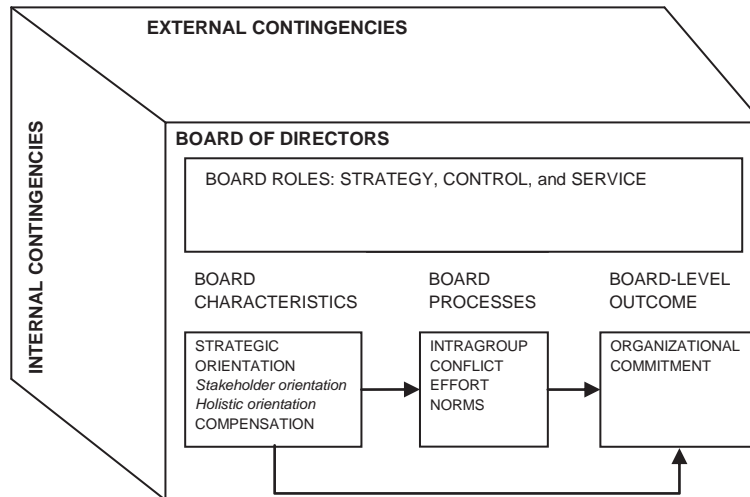 EXTERNAL CONTINGENCIES
INTERNAL CONTINGENCIES
BOARD OF DIRECTORS
BOARD ROLES: STRATEGY, CONTROL, and SERVICE
BOARD
CHARACTERISTICS
BOARD
PROCESSES
BOARD-LEVEL
OUTCOME
STRATEGIC
ORIENTATION
Stakeholder orientation
Holistic orientation
COMPENSATION
INTRAGROUP
CONFLICT
EFFORT
NORMS
ORGANIZATIONAL
COMMITMENT